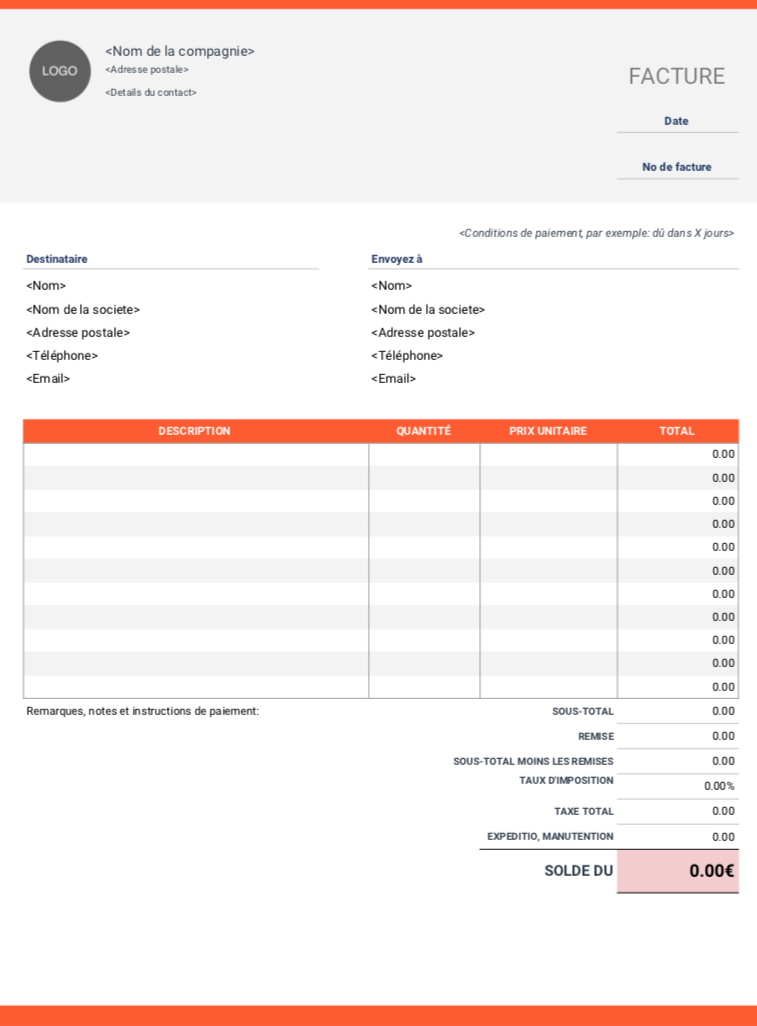 LOGO
<Nom de la compagnie>
<Adresse postale>
<Details du contact>
FACTURE
Date
No de facture
<Conditions de paiement, par exemple: dû dans X jours>
Destinataire
<Nom>
<Nom de la societe>
<Adresse postale>
<Téléphone>
<Email>
Envoyez à
<Nom>
<Nom de la societe>
<Adresse postale>
<Téléphone>
<Email>
DESCRIPTION QUANTITÉ PRIX UNITAIRE TOTAL
0.00
0.00
0.00
0.00
0.00
0.00
0.00
0.00
0.00
0.00
0.00
Remarques, notes et instructions de paiement:
SOUS-TOTAL 0.00
REMISE 0.00
SOUS-TOTAL MOINS LES REMISES 0.00
TAUX D'IMPOSITION 0.00%
TAXE TOTAL 0.00
EXPEDITIO, MANUTENTION 0.00
SOLDE DU 0.00€